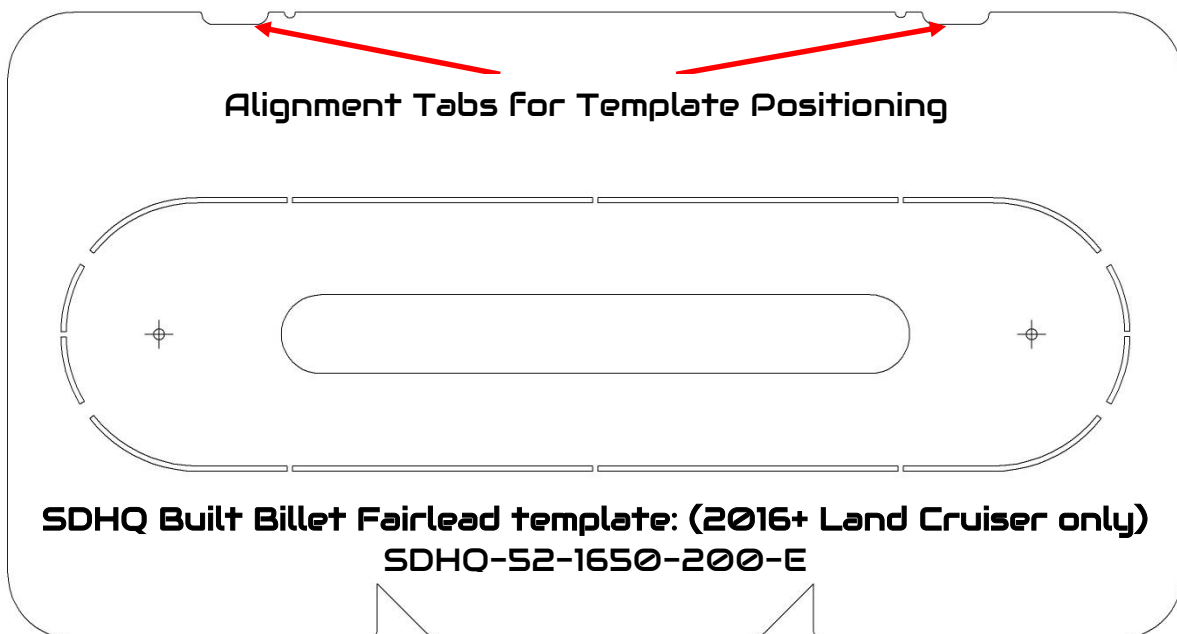 Alignment Tabs for Template Positioning
SDHQ Built Billet Fairlead template: (2016+ Land Cruiser only)
SDHQ-52-1650-200-E